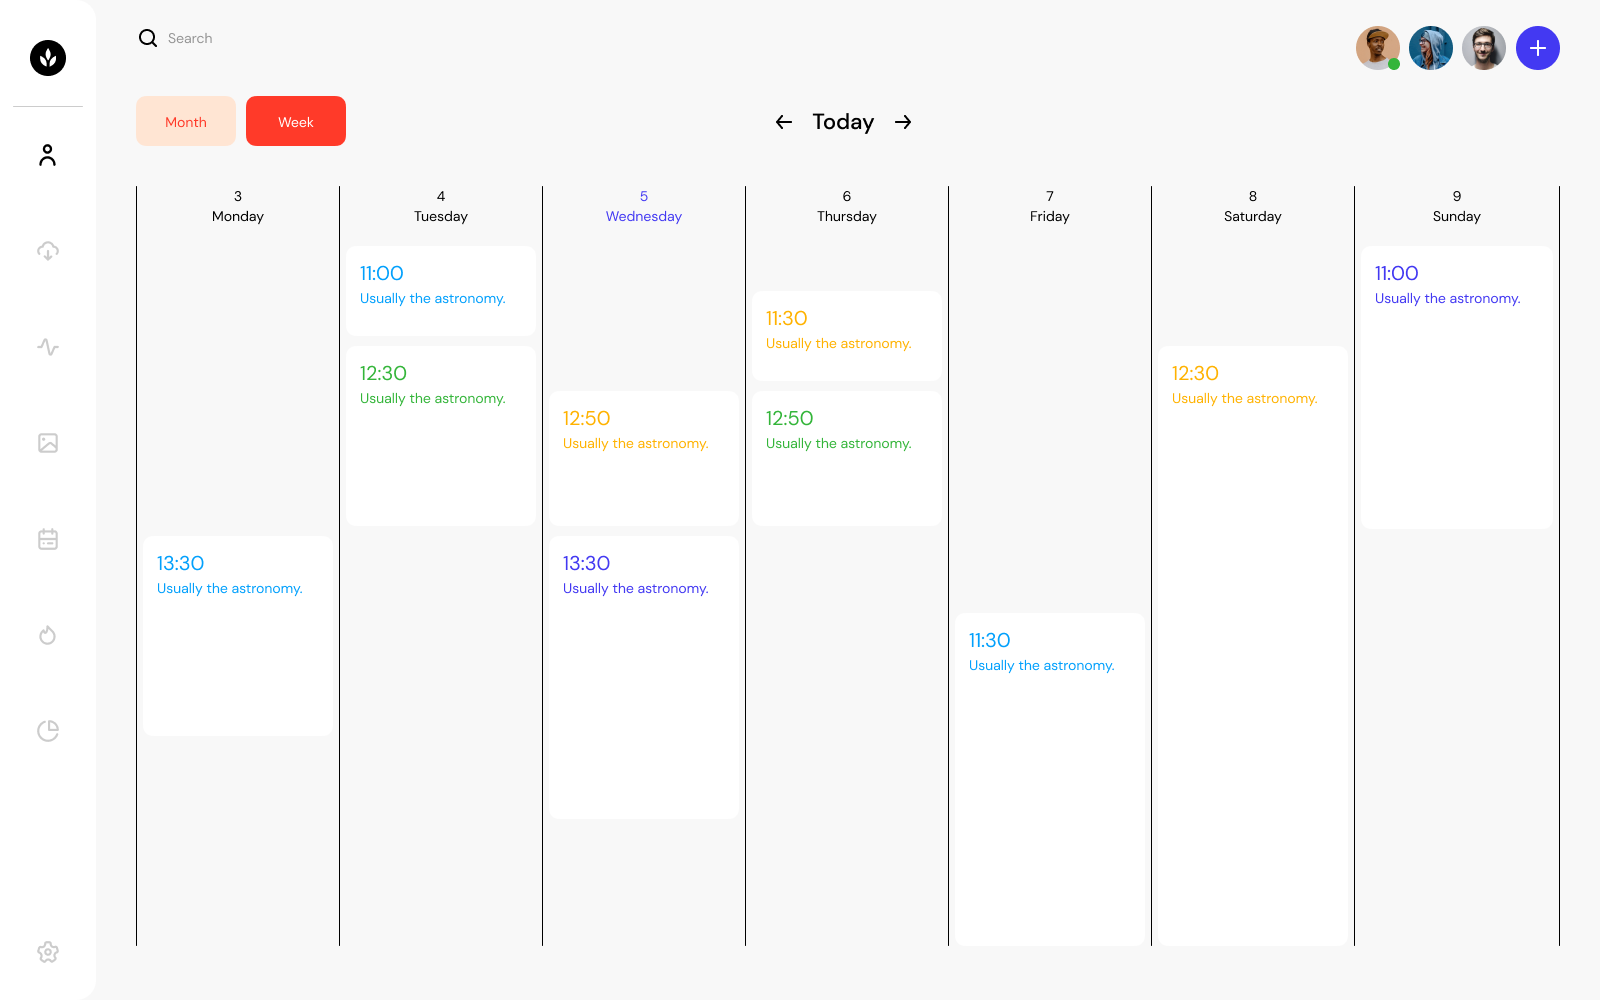 Search
Month
Week
Today
3
Monday
4
Tuesday
5
Wednesday
6
Thursday
7
Friday
8
Saturday
9
Sunday
13:30
Usually the astronomy.
11:00
Usually the astronomy.
12:30
Usually the astronomy.
12:50
Usually the astronomy.
13:30
Usually the astronomy.
11:30
Usually the astronomy.
12:50
Usually the astronomy.
11:30
Usually the astronomy.
12:30
Usually the astronomy.
11:00
Usually the astronomy.